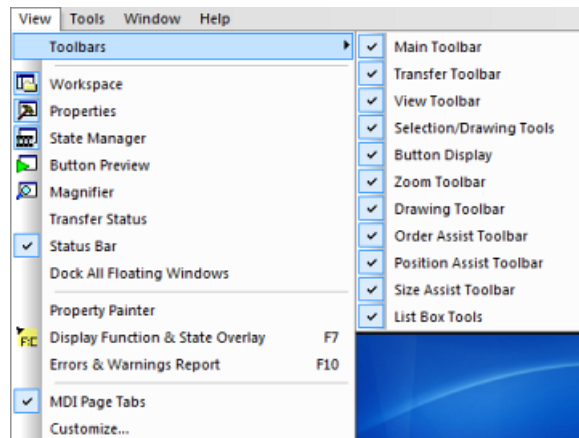 View Tools Window Help
Toolbars
Workspace
Properties
State Manager
Button Preview
Magnifier
Transfer Status
Status Bar
Dock All Floating Windows
Property Painter
Display Function & State Overlay F7
Errors & Warnings Report F10
MDI Page Tabs
Customize...
Main Toolbar
Transfer Toolbar
View Toolbar
Selection/Drawing Tools
Button Display
Zoom Toolbar
Drawing Toolbar
Order Assist Toolbar
Position Assist Toolbar
Size Assist Toolbar
List Box Tools